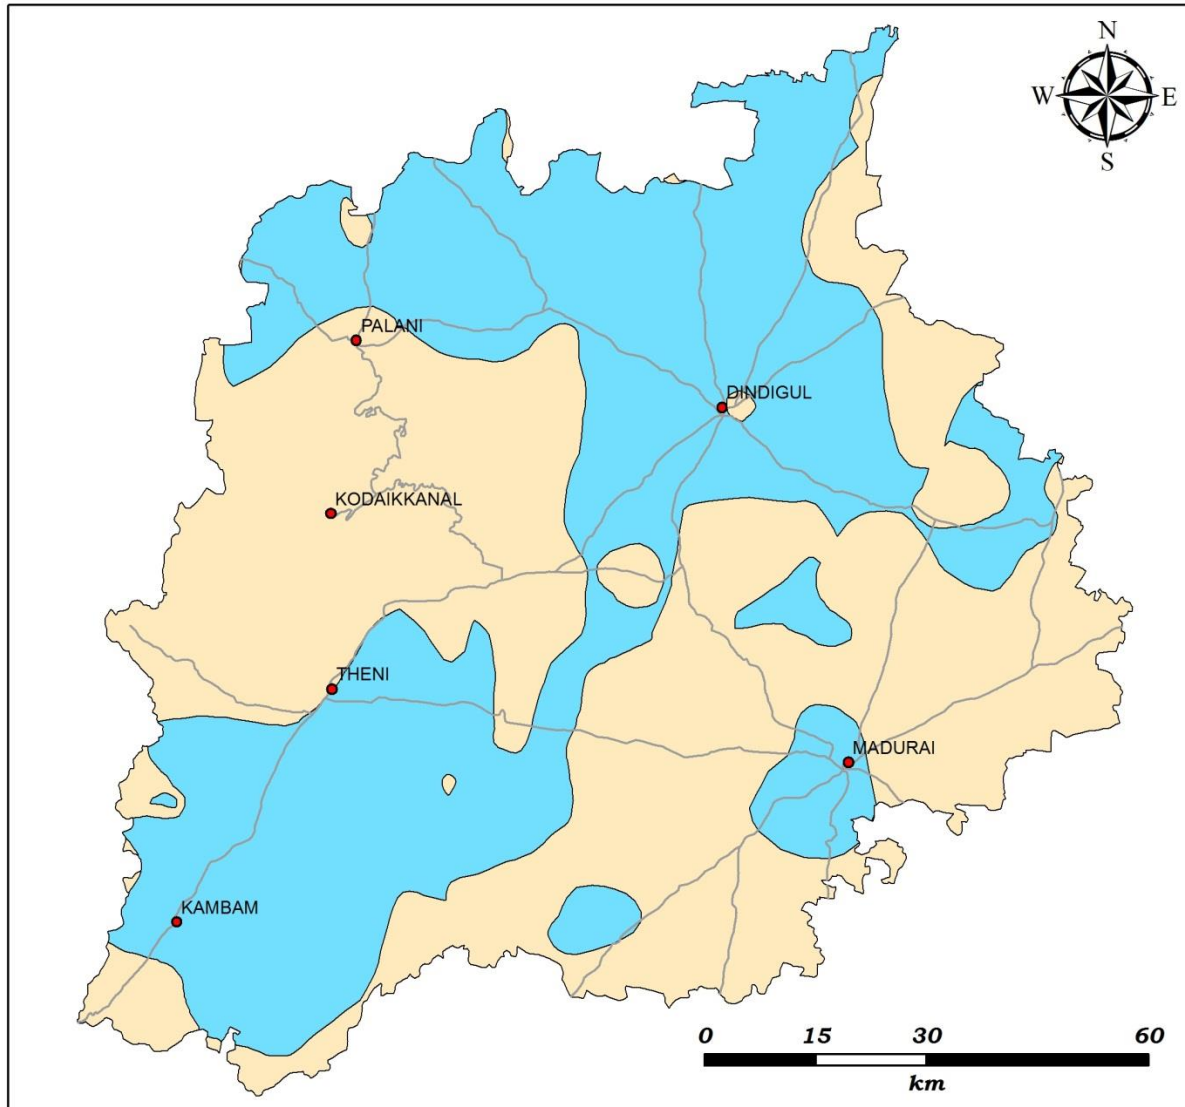 N
W E
S
PALANI
DINDIGUL
KODAIKKANAL
THENI
MADURAI
KAMBAM
0 15 30 60
km